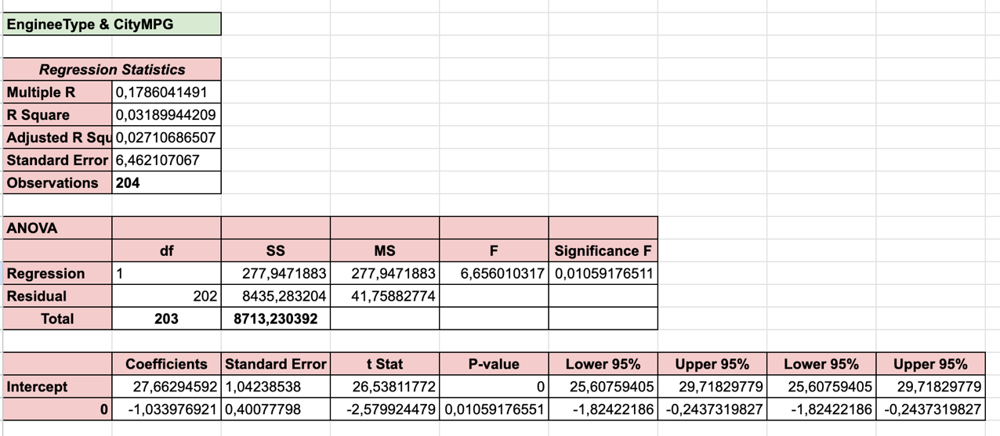 EngineeType & CityMPG
Regression Statistics
Multiple R 0,1786041491
R Square 0,03189944209
Adjusted R Squ 0,02710686507
Standard Error 6,462107067
Observations 204
ANOVA
df SS MS F Significance F
Regression 1 277,9471883 277,9471883 6,656010317 0,01059176511
Residual 202 8435,283204 41,75882774
Total 203 8713,230392
Coefficients Standard Error t Stat P-value Lower 95% Upper 95% Lower 95% Upper 95%
Intercept 27,66294592 1,04238538 26,53811772 0 25,60759405 29,71829779 25,60759405 29,71829779
0 -1,033976921 0,40077798 -2,579924479 0,01059176551 -1,82422186 -0,2437319827 -1,82422186 -0,2437319827